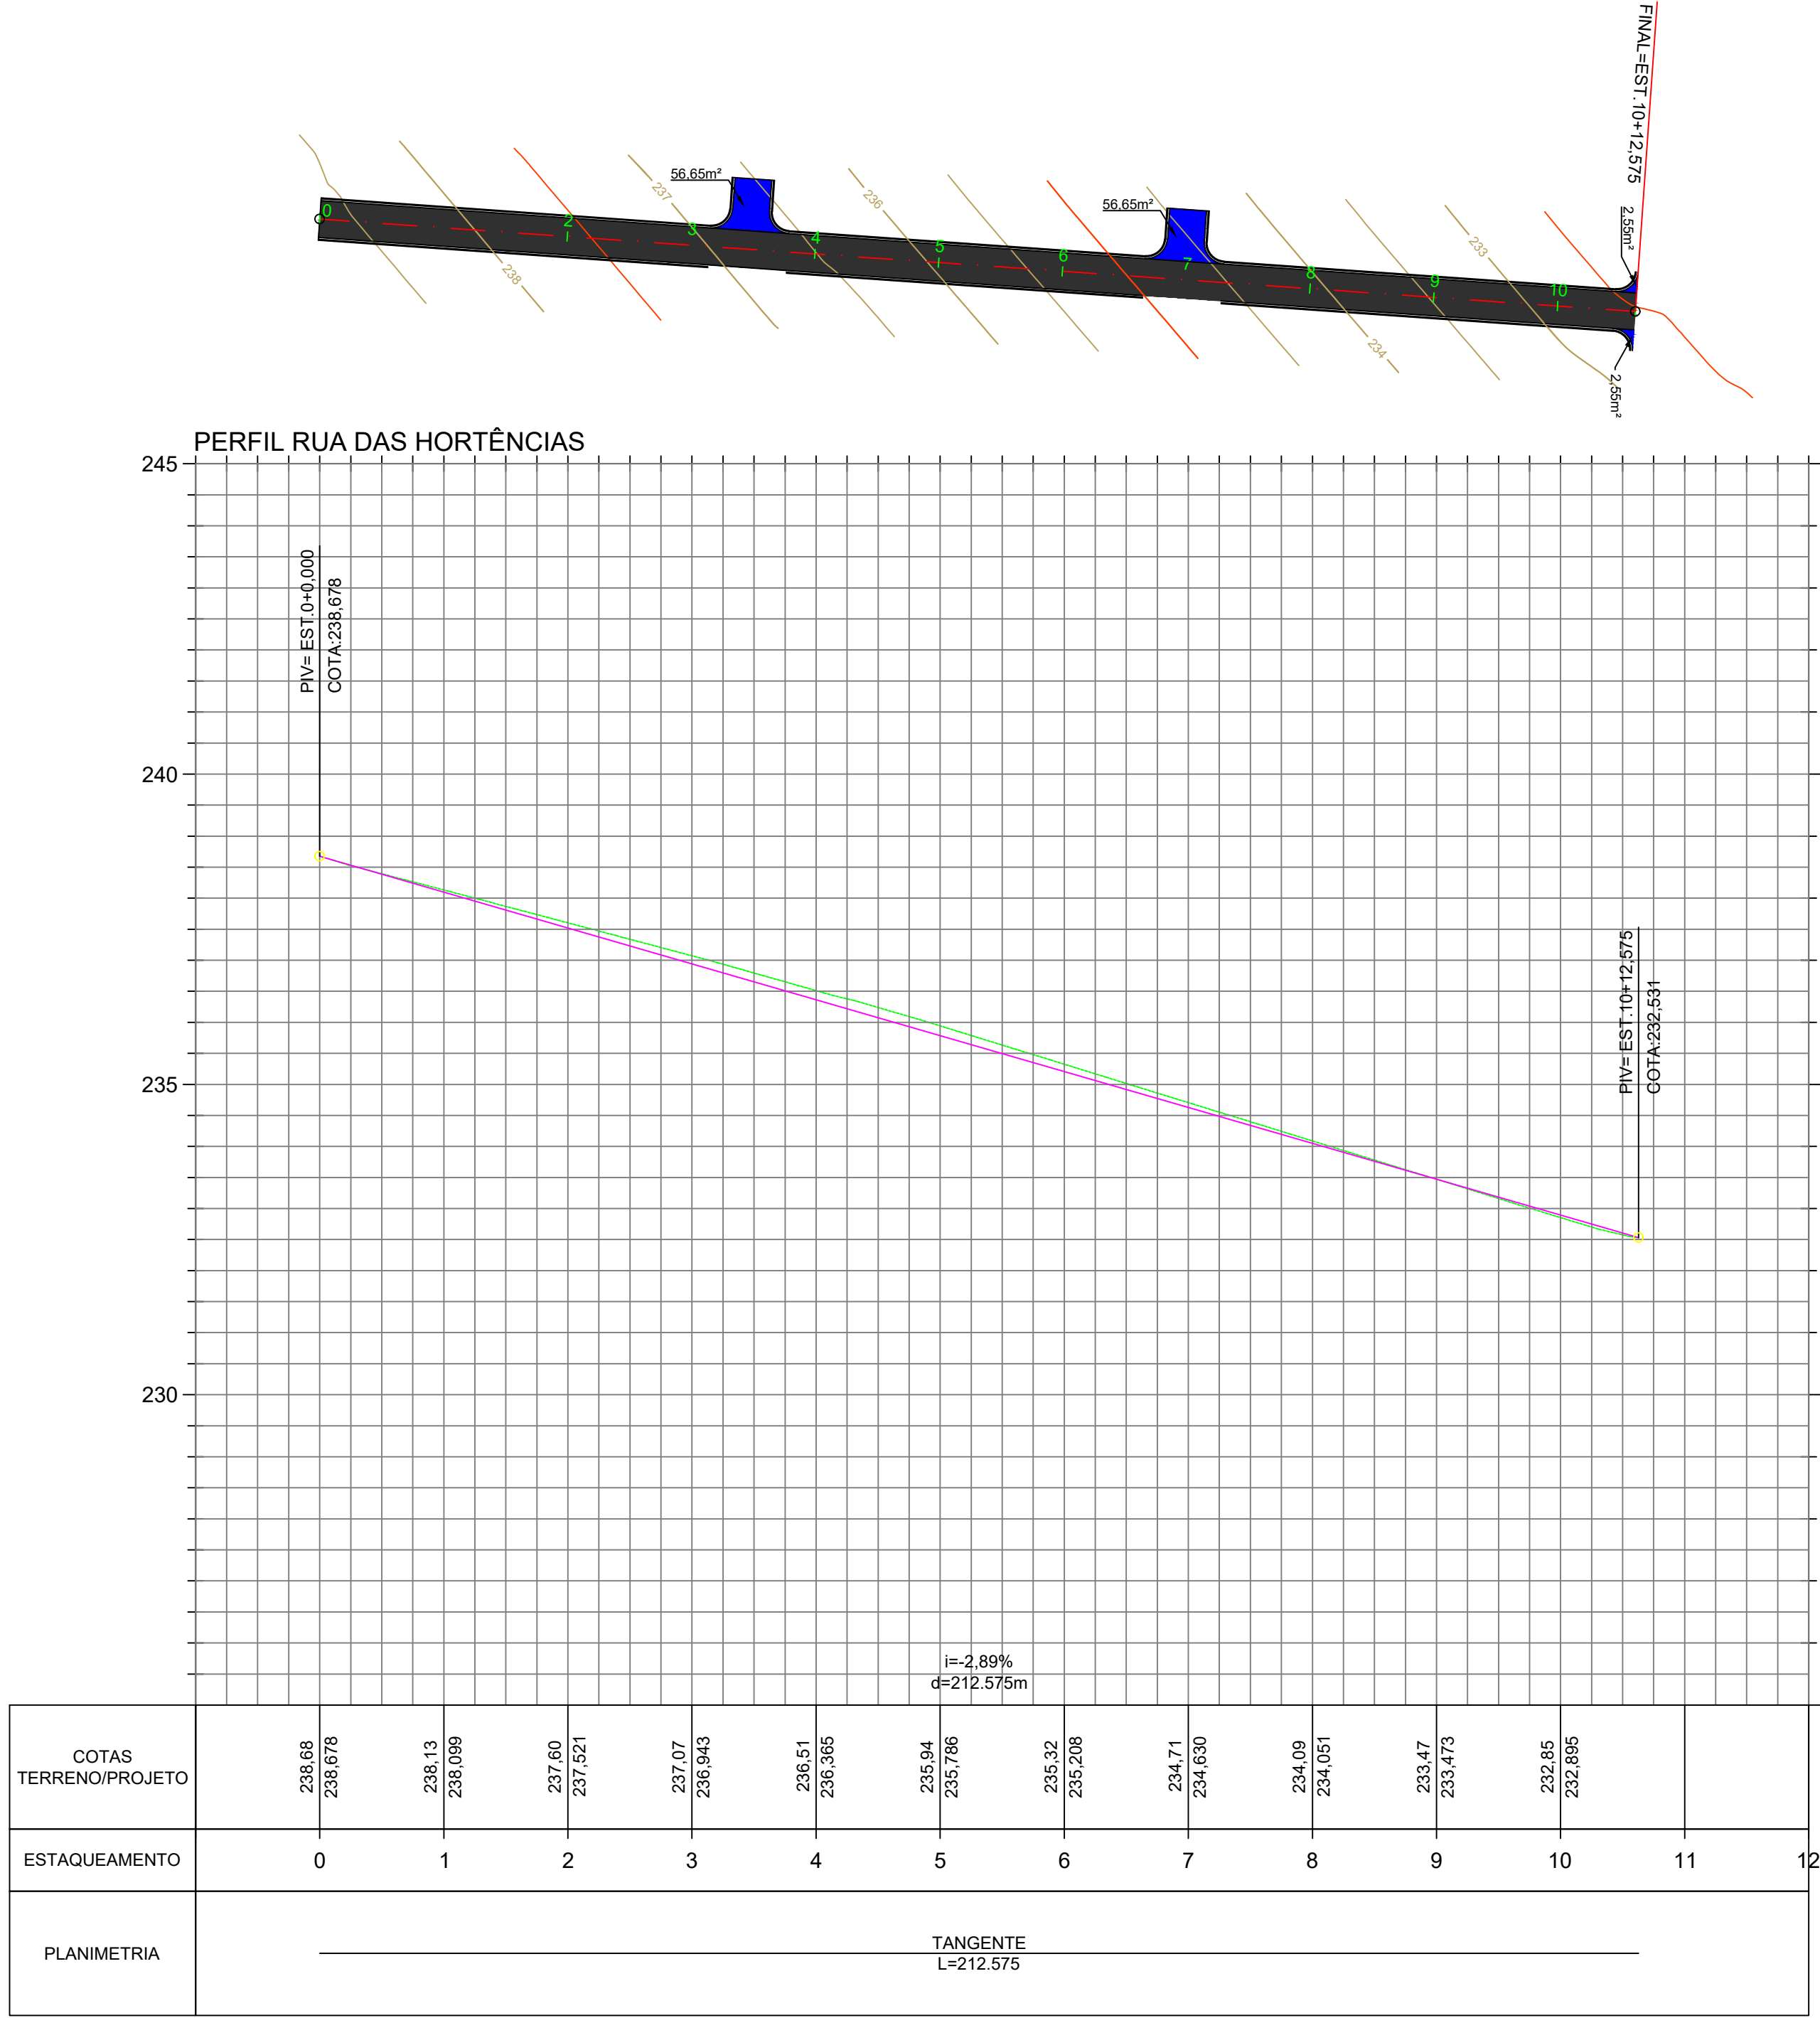 FINAL=EST.10+12,575
56,65m²
56,65m²
2,55m²
2,55m²
237
236
238
233
234
0
2
3
4
5
6
7
8
9
10
PERFIL RUA DAS HORTÊNCIAS
245
240
235
230
PIV= EST.0+0,000
COTA:238,678
PIV= EST.10+12,575
COTA:232,531
i=-2,89%
d=212.575m
COTAS
TERRENO/PROJETO
238,68
238,678
238,13
238,099
237,60
237,521
237,07
236,943
236,51
236,365
235,94
235,786
235,32
235,208
234,71
234,630
234,09
234,051
233,47
233,473
232,85
232,895
ESTAQUEAMENTO
0 1 2 3 4 5 6 7 8 9 10 11 12
PLANIMETRIA
TANGENTE
L=212.575